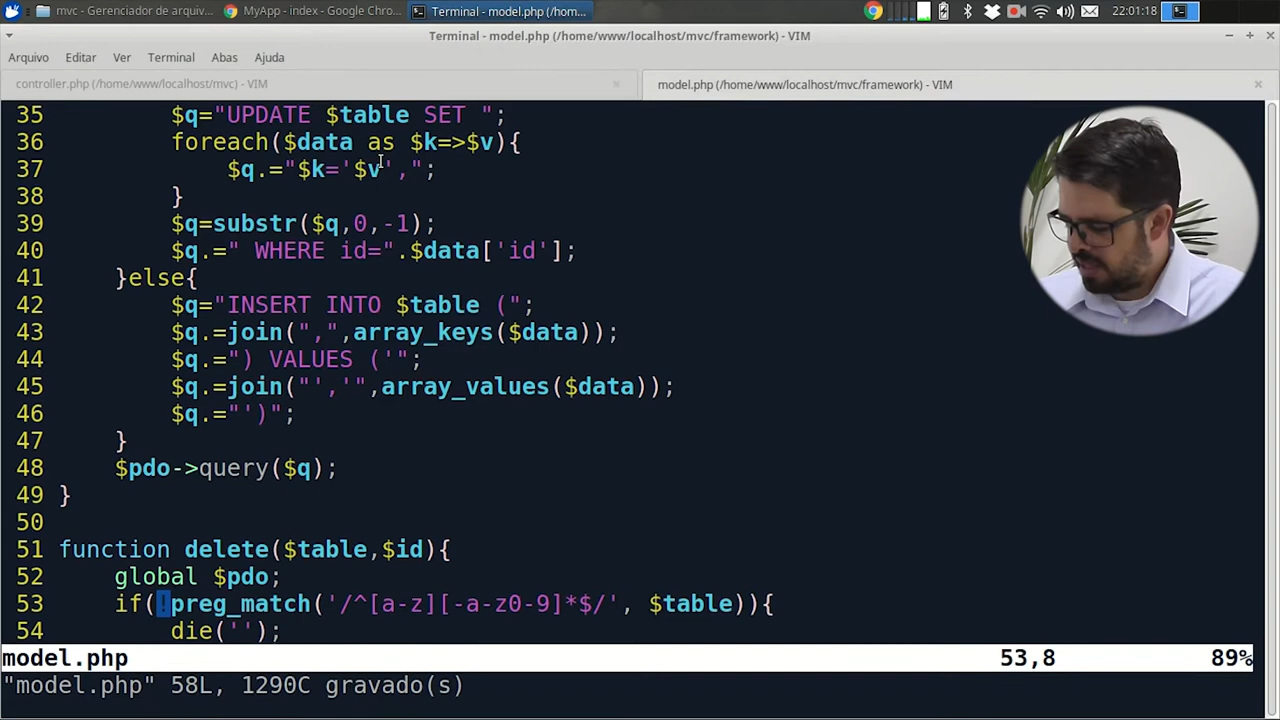 mvc - Gerenciador de arquiv...
MyApp - index - Google Chro...
Terminal - model.php (/hom...
22:01:18
Terminal - model.php (/home/www/localhost/mvc/framework) - VIM
Arquivo Editar Ver Terminal Abas Ajuda
controller.php (/home/www/localhost/mvc) - VIM
model.php (/home/www/localhost/mvc/framework) - VIM
35 $q="UPDATE $table SET ";
36 foreach($data as $k=>$v){
37 $q.="$k='$v',";
38 }
39 $q=substr($q,0,-1);
40 $q.=" WHERE id=".$data['id'];
41 }else{
42 $q="INSERT INTO $table (";
43 $q.=join(",",array_keys($data));
44 $q.=") VALUES ('";
45 $q.=join("','",array_values($data));
46 $q.="')";
47 }
48 $pdo->query($q);
49 }
50
51 function delete($table,$id){
52 global $pdo;
53 if(!preg_match('/^[a-z][-a-z0-9]*$/', $table)){
54 die('');
model.php 53,8 89%
"model.php" 58L, 1290C gravado(s)